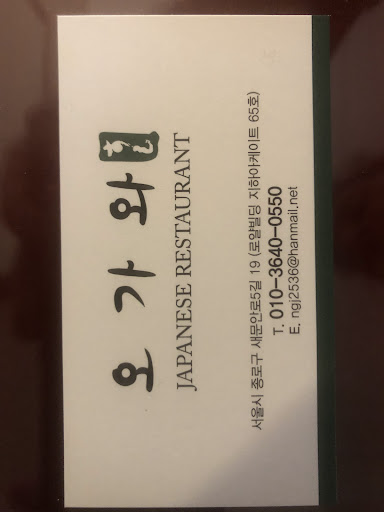 오가와
JAPANESE RESTAURANT
서울시 종로구 새문안로5길 19 (로얄빌딩 지하아케이트 65호)
T. 010-3640-0550
E. ngj2536@hanmail.net